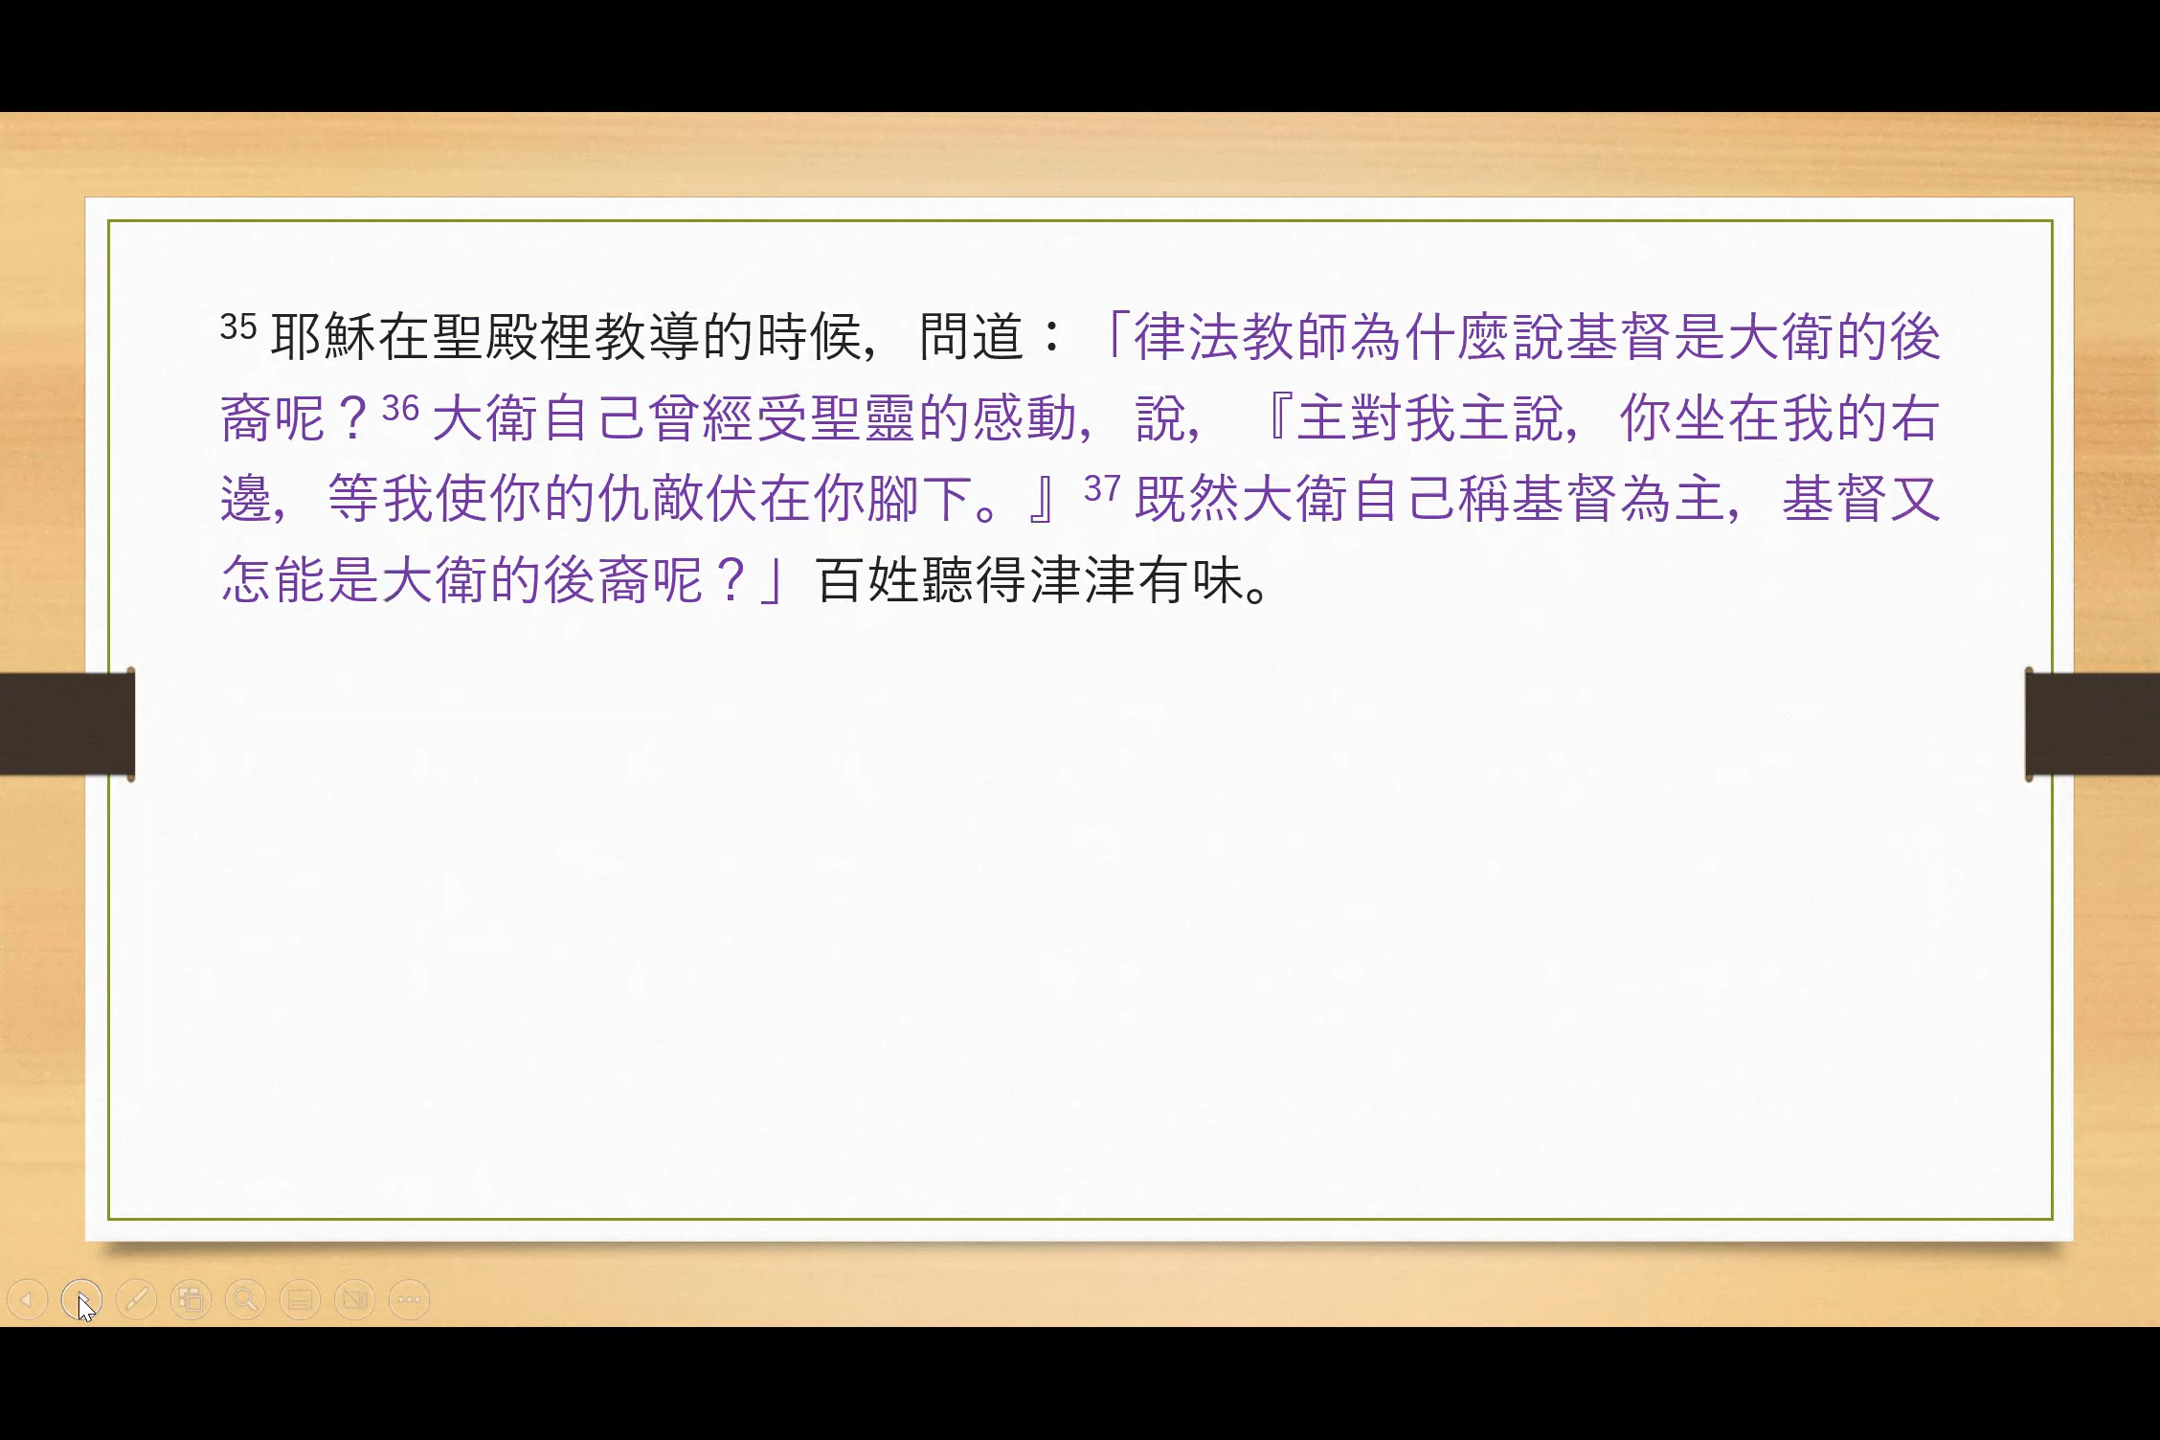 35 耶穌在聖殿裡教導的時候，問道：「律法教師為什麼說基督是大衛的後
裔呢？36 大衛自己曾經受聖靈的感動，說，『主對我主說，你坐在我的右
邊，等我使你的仇敵伏在你腳下。』37 既然大衛自己稱基督為主，基督又
怎能是大衛的後裔呢？」百姓聽得津津有味。